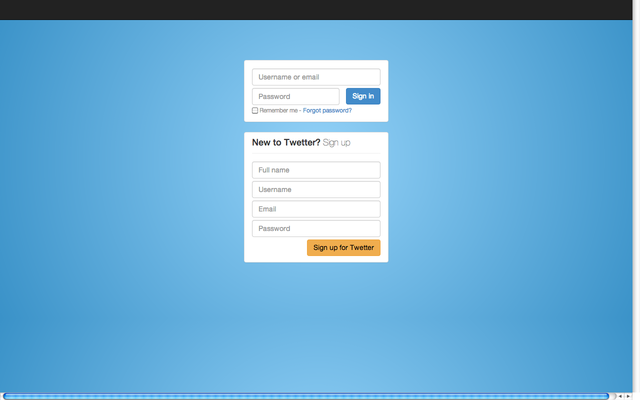 Username or email
Password Sign in
Remember me - Forgot password?
New to Twetter? Sign up
Full name
Username
Email
Password
Sign up for Twetter